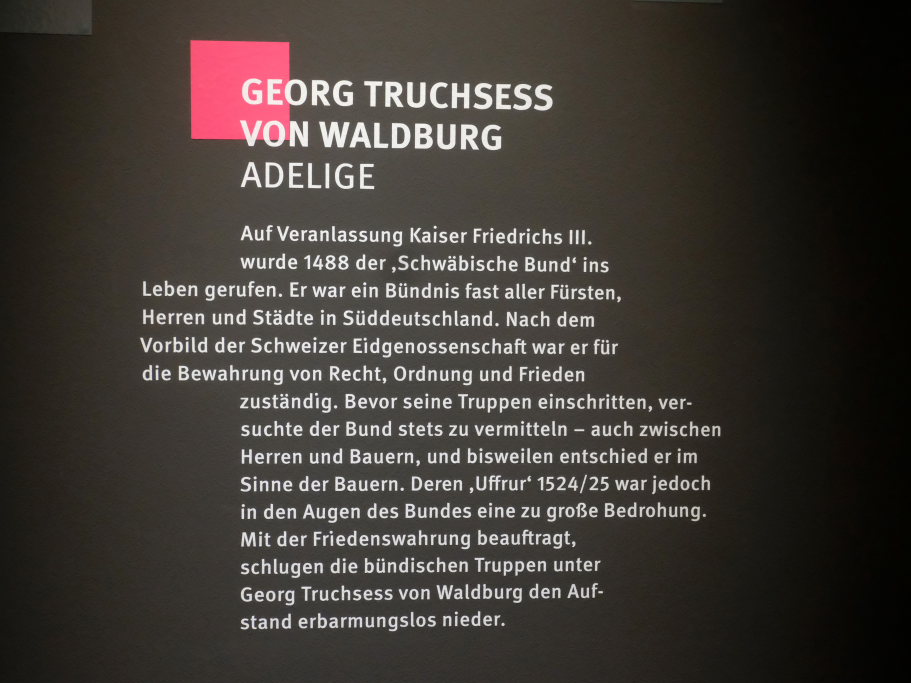 GEORG TRUCHSESS
VON WALDBURG
ADELIGE
Auf Veranlassung Kaiser Friedrichs III.
wurde 1488 der ‚Schwäbische Bund‘ ins
Leben gerufen. Er war ein Bündnis fast aller Fürsten,
Herren und Städte in Süddeutschland. Nach dem
Vorbild der Schweizer Eidgenossenschaft war er für
die Bewahrung von Recht, Ordnung und Frieden
zuständig. Bevor seine Truppen einschritten, ver-
suchte der Bund stets zu vermitteln – auch zwischen
Herren und Bauern, und bisweilen entschied er im
Sinne der Bauern. Deren ‚Uffrur‘ 1524/25 war jedoch
in den Augen des Bundes eine zu große Bedrohung.
Mit der Friedenswahrung beauftragt,
schlugen die bündischen Truppen unter
Georg Truchsess von Waldburg den Auf-
stand erbarmungslos nieder.